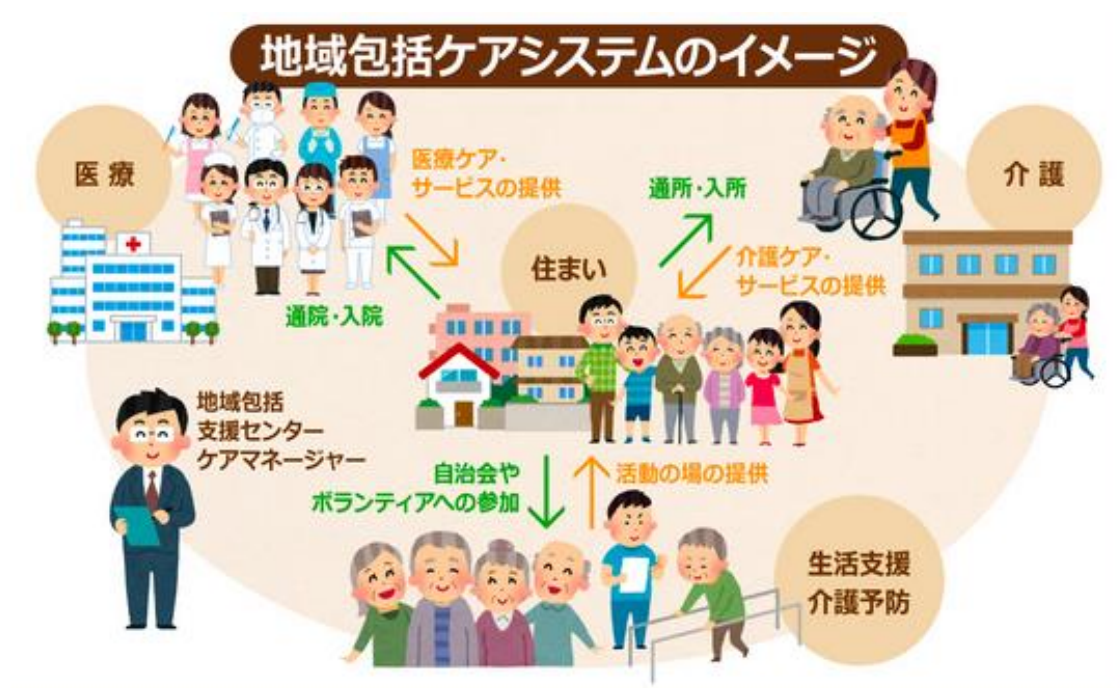 地域包括ケアシステムのイメージ
医療
医療ケア・
サービスの提供
通院・入院
住まい
通所・入所
介護ケア・
サービスの提供
介護
地域包括
支援センター
ケアマネージャー
自治会や
ボランティアへの参加
活動の場の提供
生活支援
介護予防